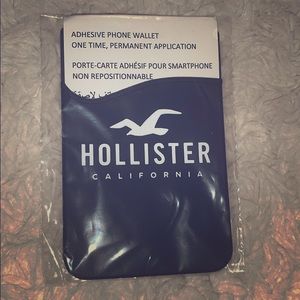 ADHESIVE PHONE WALLET
ONE TIME, PERMANENT APPLICATION
PORTE-CARTE ADHÉSIF POUR SMARTPHONE
NON REPOSITIONNABLE
HOLLISTER
CALIFORNIA